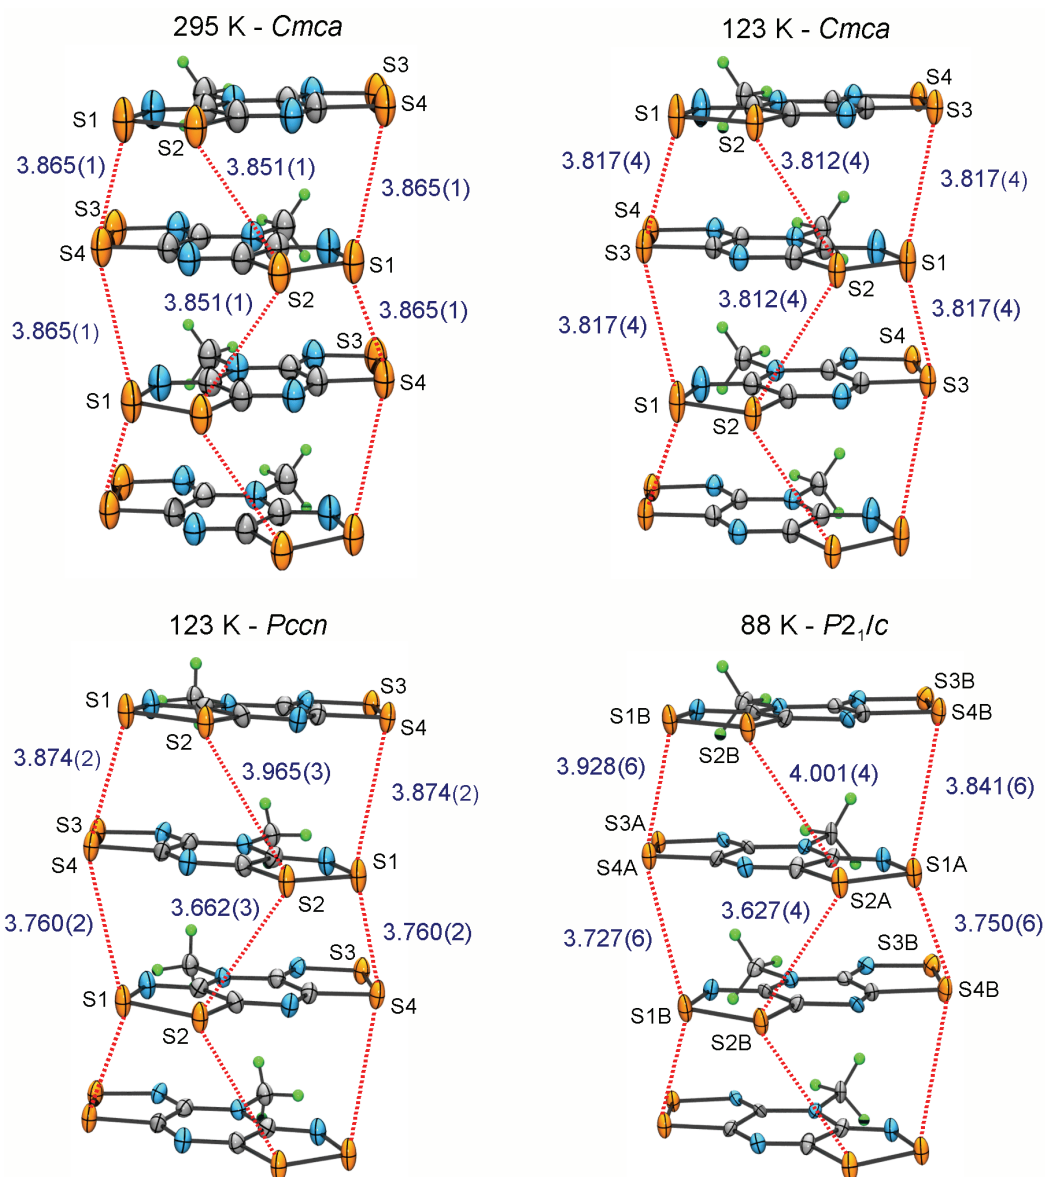 295 K - Cmca
S3
S4
S1
S2
3.865(1)
3.851(1)
3.865(1)
S3
S4
S1
S2
3.851(1)
3.865(1)
3.865(1)
S3
S4
S1
123 K - Cmca
S4
S3
S1
S2
3.817(4)
3.812(4)
3.817(4)
S4
S3
S1
S2
3.812(4)
3.817(4)
3.817(4)
S4
S3
S1
S2
123 K - Pccn
S3
S1
S4
S2
3.874(2)
3.965(3)
3.874(2)
S3
S4
S1
S2
3.662(3)
3.760(2)
3.760(2)
S3
S1
S4
S2
88 K - P2₁/c
S3B
S1B
S4B
S2B
3.928(6)
4.001(4)
3.841(6)
S3A
S4A
S1A
S2A
3.727(6)
3.627(4)
3.750(6)
S3B
S4B
S1B
S2B